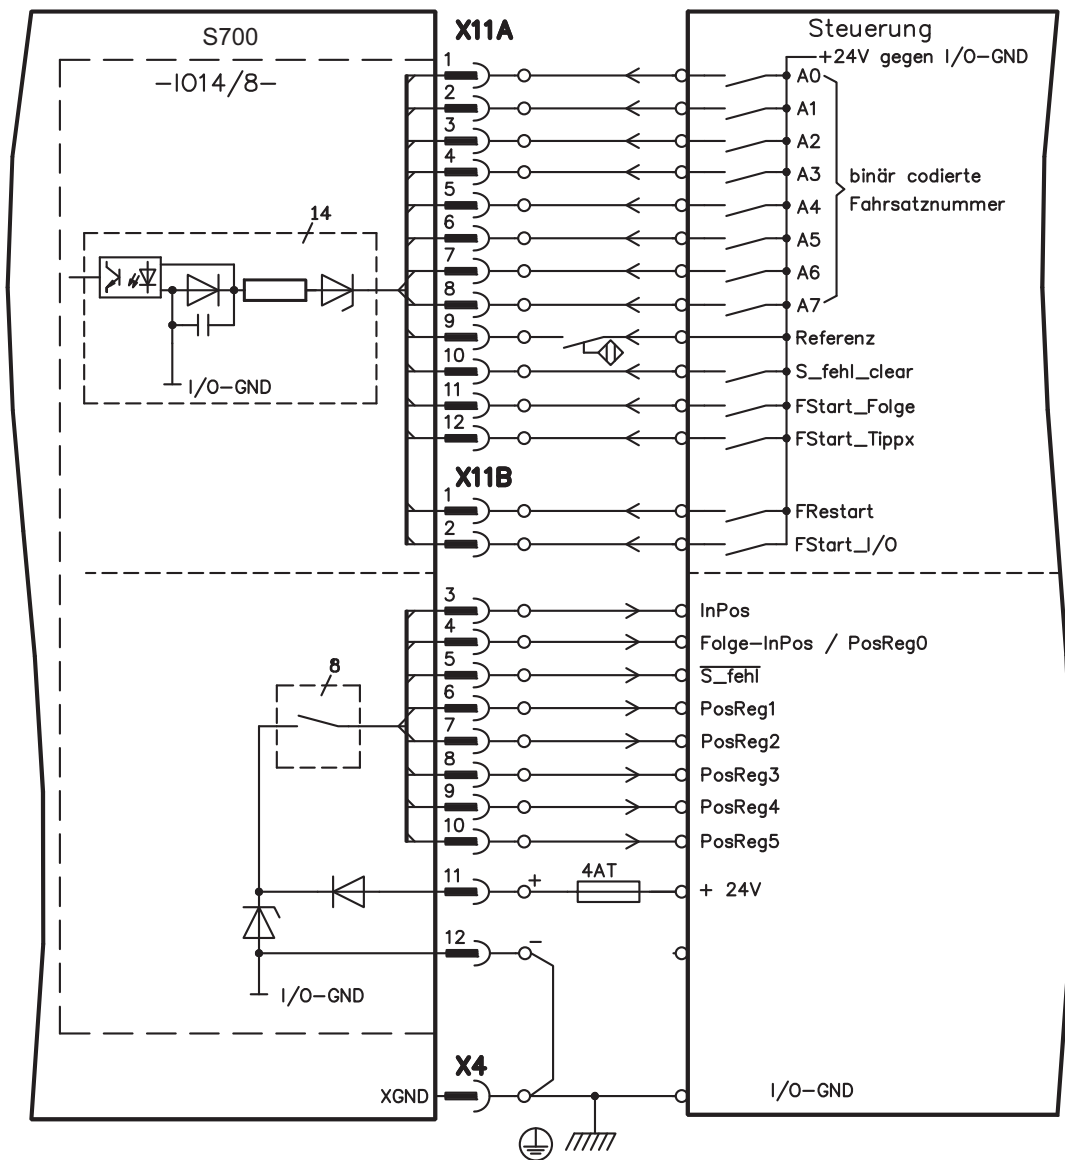 S700
X11A
Steuerung
-IO14/8-
+24V gegen I/O-GND
1
A0
2
A1
3
A2
4
A3
binär codierte
5
A4
Fahrsatznummer
6
A5
14
7
A6
8
A7
9
Referenz
10
S_fehl_clear
I/O-GND
11
FStart_Folge
12
FStart_Tippx
X11B
1
FRestart
2
FStart_I/O
3
InPos
4
Folge-InPos / PosReg0
5
S_fehl
8
6
PosReg1
7
PosReg2
8
PosReg3
9
PosReg4
10
PosReg5
11
+
4AT
+ 24V
12
-
I/O-GND
X4
XGND
I/O-GND